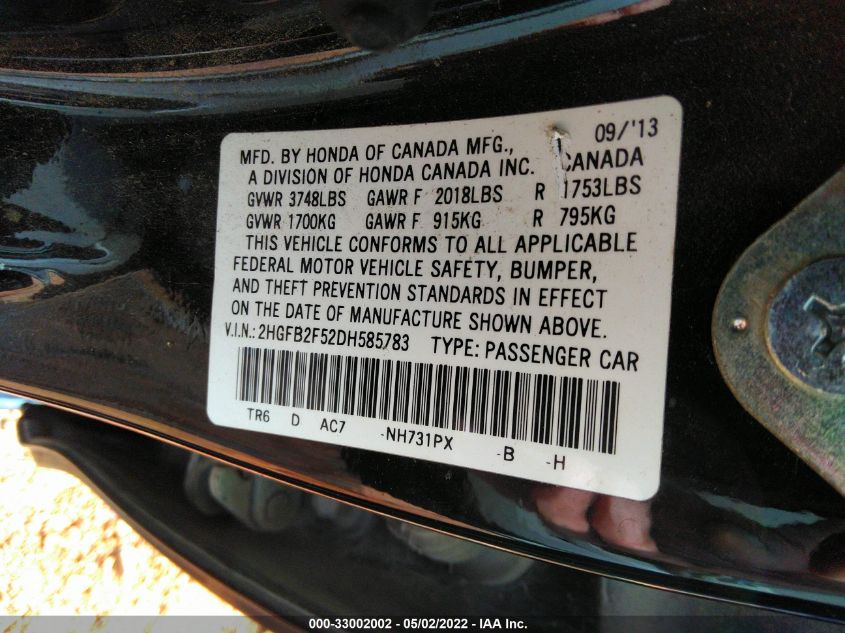 09/'13
MFD. BY HONDA OF CANADA MFG.,
A DIVISION OF HONDA CANADA INC. CANADA
GVWR 3748LBS GAWR F 2018LBS R 1753LBS
GVWR 1700KG GAWR F 915KG R 795KG
THIS VEHICLE CONFORMS TO ALL APPLICABLE
FEDERAL MOTOR VEHICLE SAFETY, BUMPER,
AND THEFT PREVENTION STANDARDS IN EFFECT
ON THE DATE OF MANUFACTURE SHOWN ABOVE.
V.I.N.: 2HGFB2F52DH585783 TYPE: PASSENGER CAR
TR6 D AC7 -NH731PX -B -H
000-33002002 - 05/02/2022 - IAA Inc.